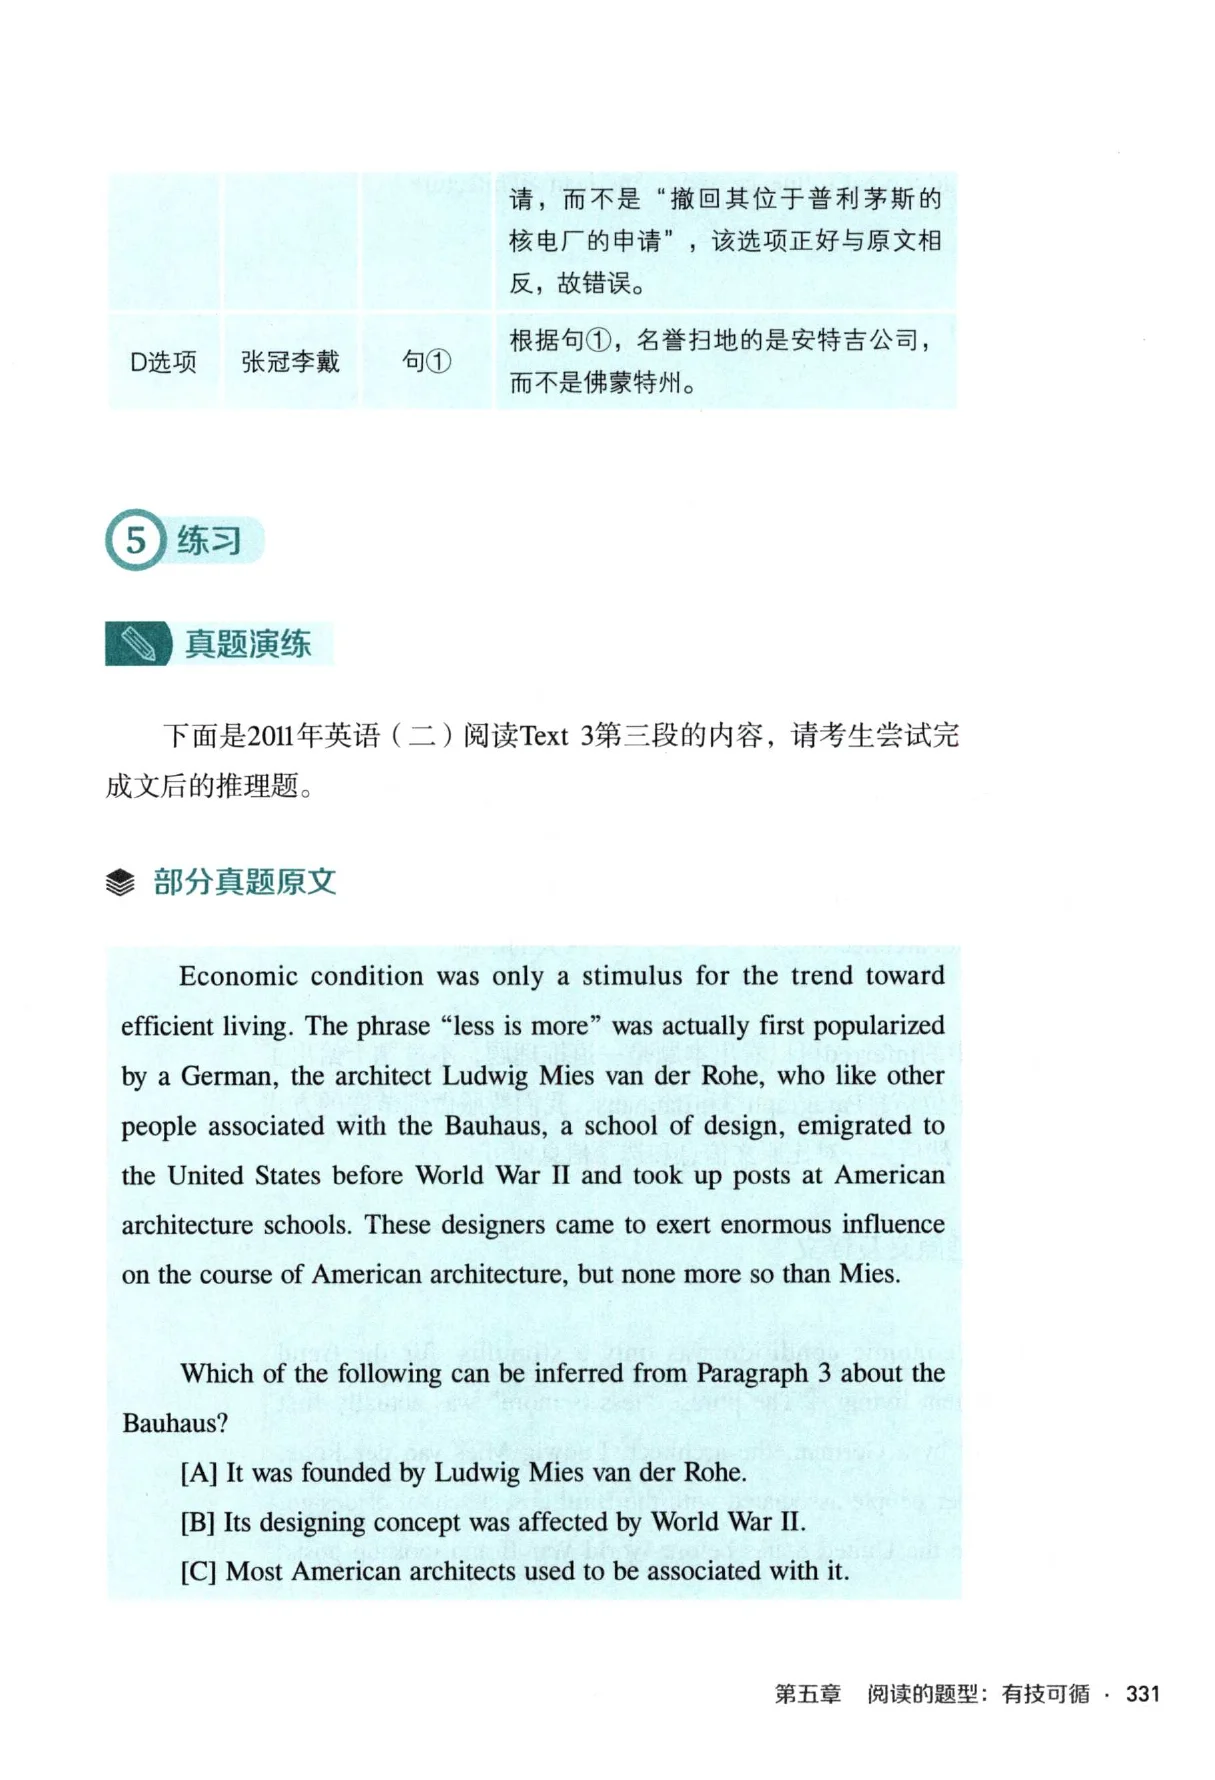 请，而不是“撤回其位于普利茅斯的
核电厂的申请”，该选项正好与原文相
反，故错误。
D选项 张冠李戴 句① 根据句①，名誉扫地的是安特吉公司，
而不是佛蒙特州。
5 练习
真题演练
下面是2011年英语（二）阅读Text 3第三段的内容，请考生尝试完
成文后的推理题。
部分真题原文
Economic condition was only a stimulus for the trend toward
efficient living. The phrase “less is more” was actually first popularized
by a German, the architect Ludwig Mies van der Rohe, who like other
people associated with the Bauhaus, a school of design, emigrated to
the United States before World War II and took up posts at American
architecture schools. These designers came to exert enormous influence
on the course of American architecture, but none more so than Mies.
Which of the following can be inferred from Paragraph 3 about the
Bauhaus?
[A] It was founded by Ludwig Mies van der Rohe.
[B] Its designing concept was affected by World War II.
[C] Most American architects used to be associated with it.
第五章 阅读的题型：有技可循 · 331